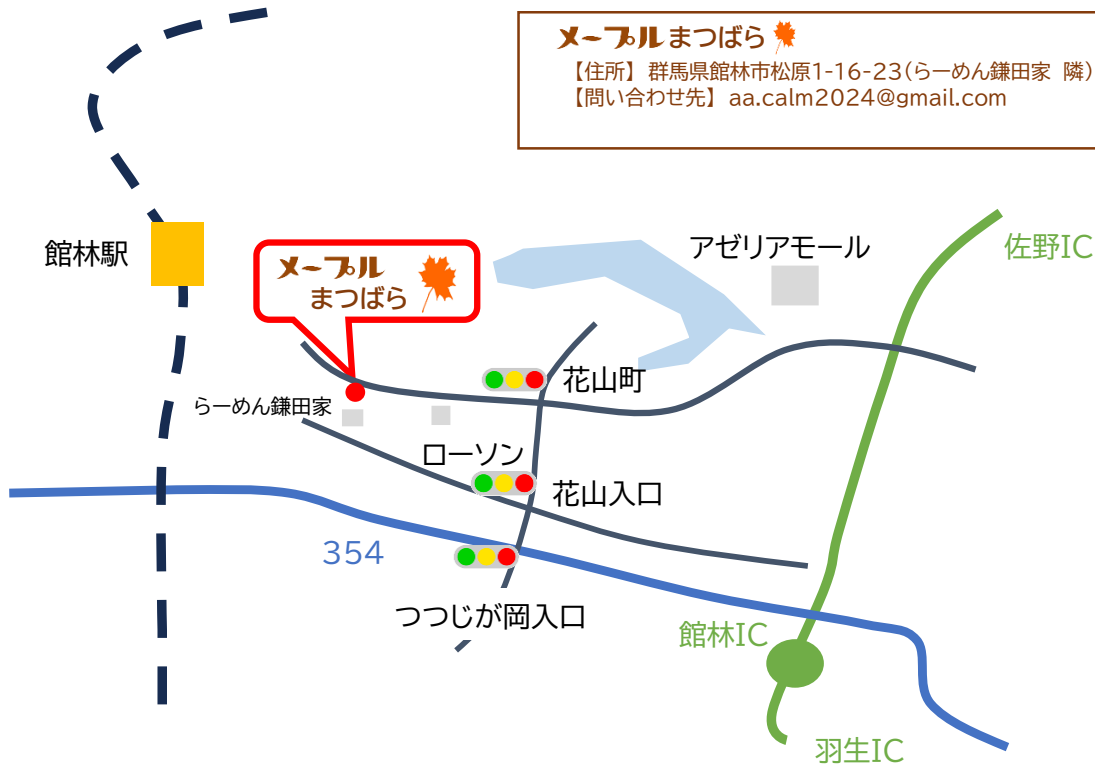 メープル まつばら
【住所】 群馬県館林市松原1-16-23(らーめん鎌田家 隣)
【問い合わせ先】 aa.calm2024@gmail.com
館林駅
メープル
まつばら
アゼリアモール
佐野IC
花山町
らーめん鎌田家
ローソン
花山入口
354
つつじが岡入口
館林IC
羽生IC